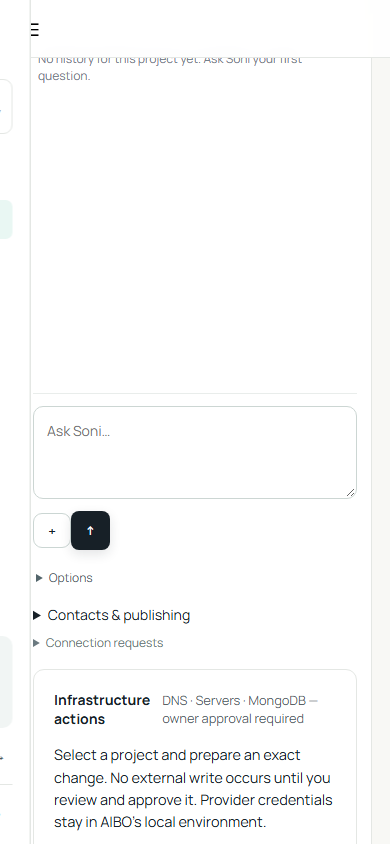 No history for this project yet. Ask Soni your first
question.
Ask Soni...
+
↑
▶ Options
▶ Contacts & publishing
▶ Connection requests
Infrastructure actions
DNS · Servers · MongoDB —
owner approval required
Select a project and prepare an exact
change. No external write occurs until you
review and approve it. Provider credentials
stay in AIBO's local environment.